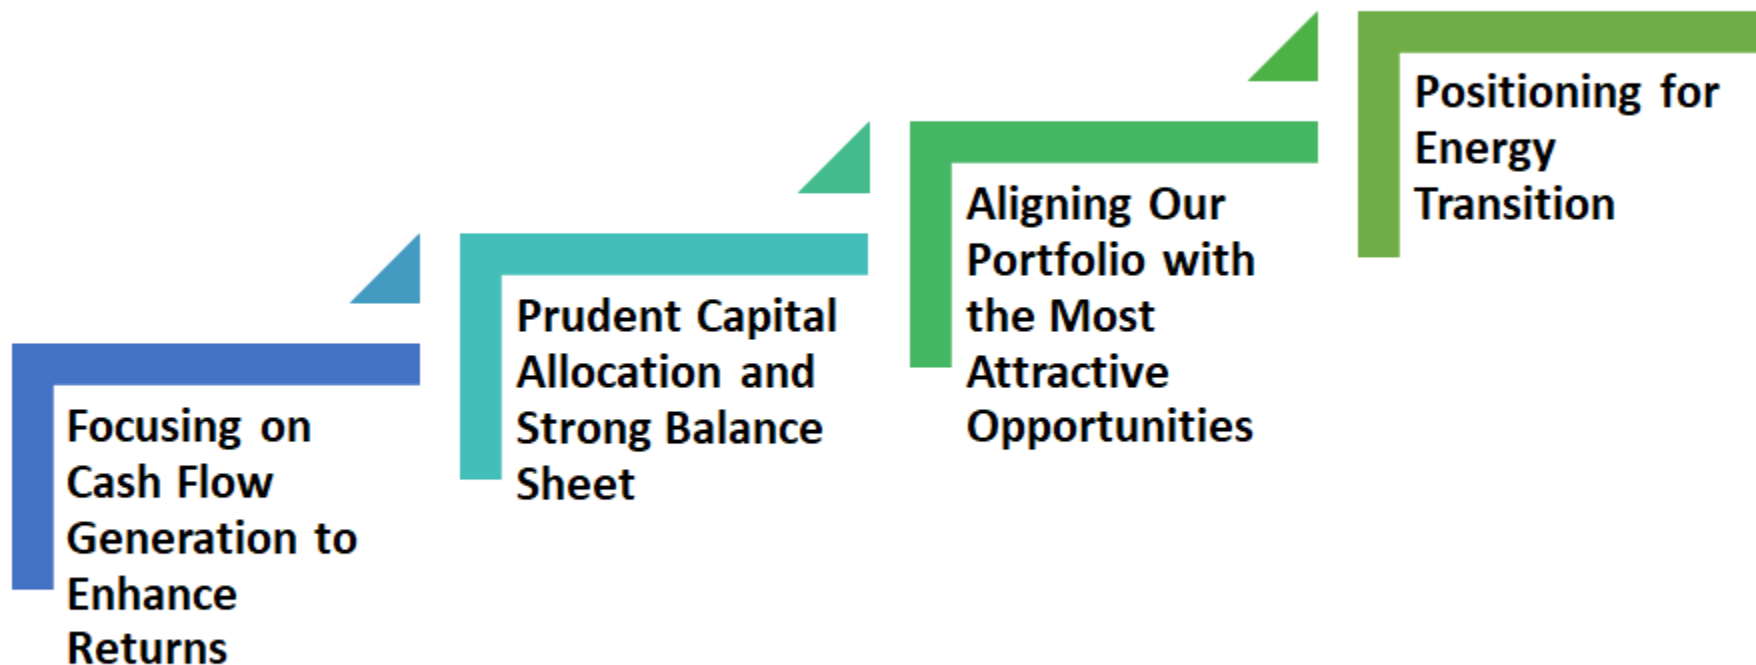 Focusing on
Cash Flow
Generation to
Enhance
Returns
Prudent Capital
Allocation and
Strong Balance
Sheet
Aligning Our
Portfolio with
the Most
Attractive
Opportunities
Positioning for
Energy
Transition